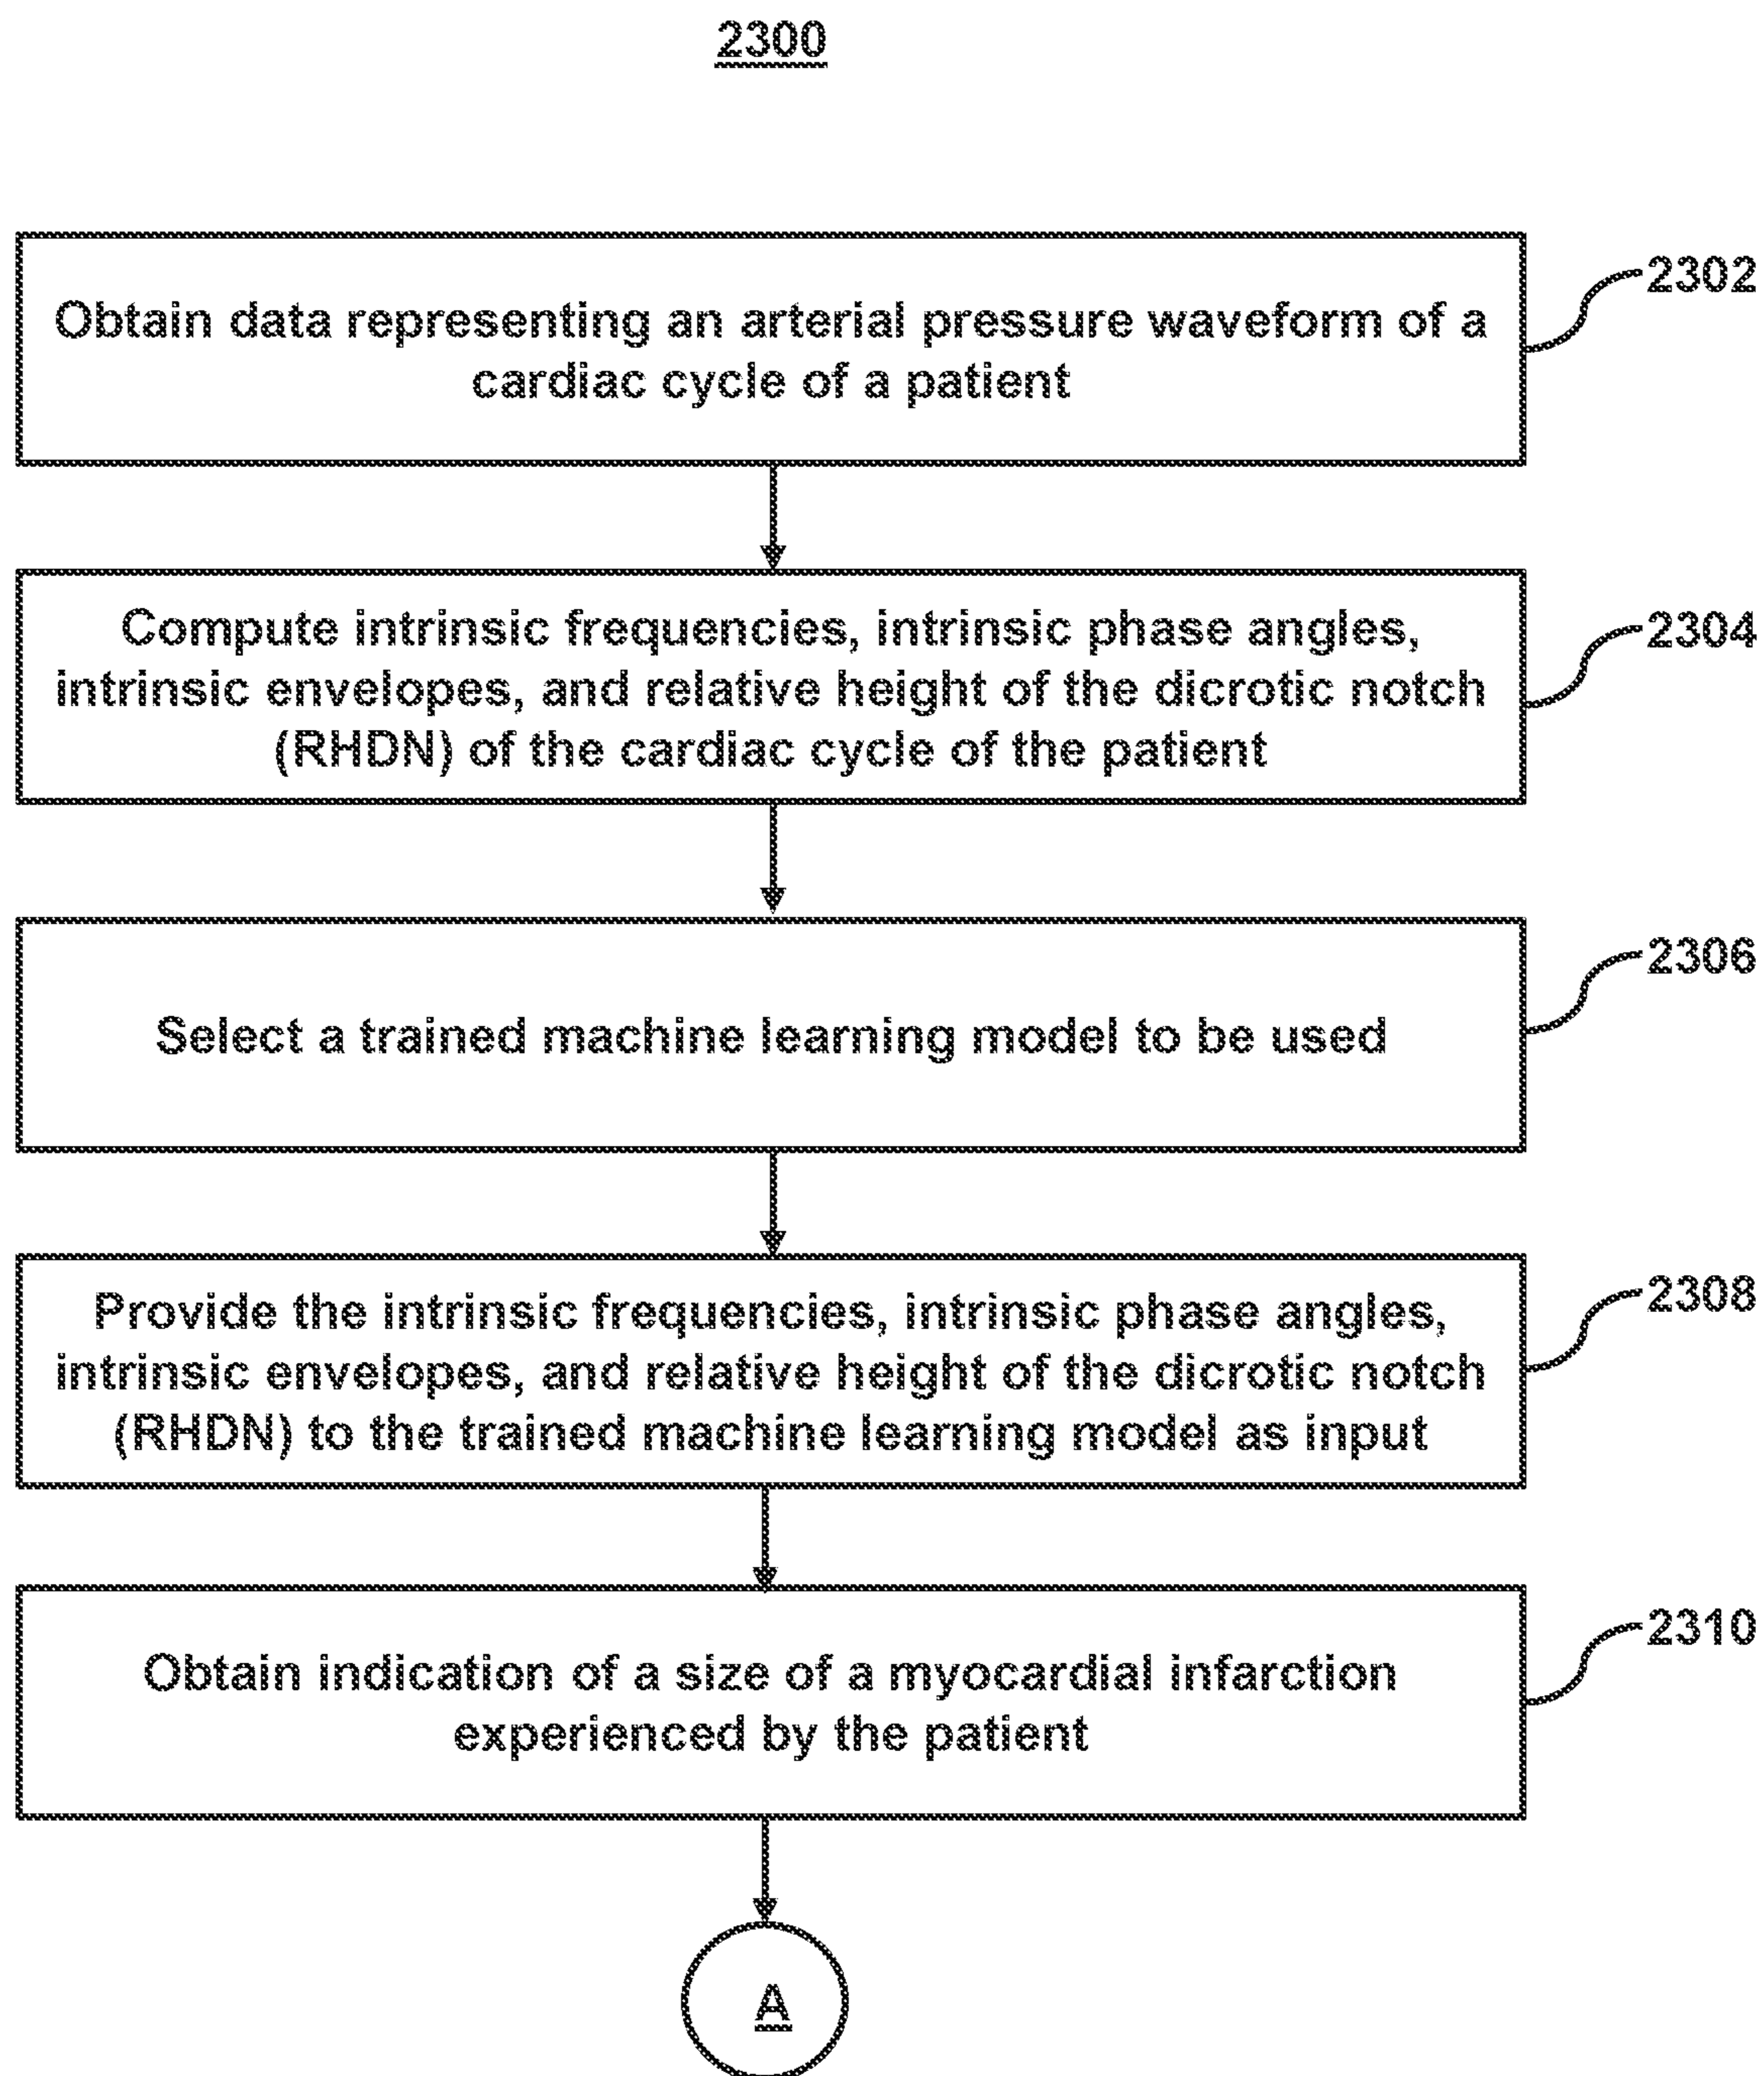 2300
Obtain data representing an arterial pressure waveform of a
cardiac cycle of a patient
2302
Compute intrinsic frequencies, intrinsic phase angles,
intrinsic envelopes, and relative height of the dicrotic notch
(RHDN) of the cardiac cycle of the patient
2304
Select a trained machine learning model to be used
2306
Provide the intrinsic frequencies, intrinsic phase angles,
intrinsic envelopes, and relative height of the dicrotic notch
(RHDN) to the trained machine learning model as input
2308
Obtain indication of a size of a myocardial infarction
experienced by the patient
2310
A